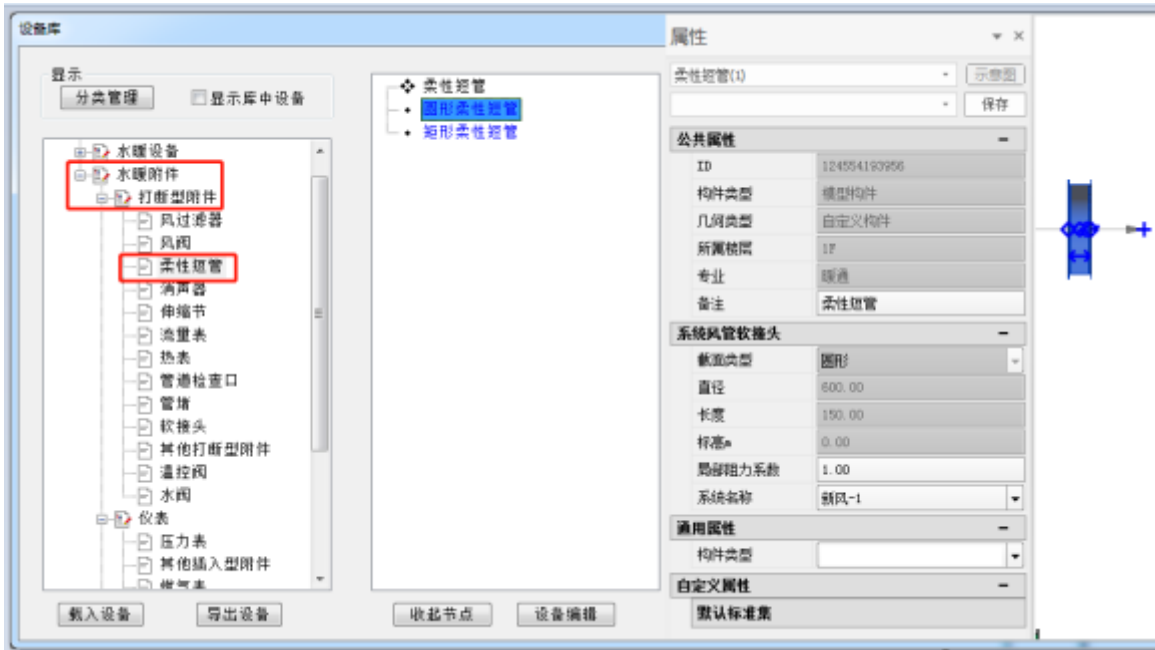 设备库
显示
分类管理
显示库中设备
水暖设备
水暖附件
打断型附件
风过滤器
风阀
柔性短管
消声器
伸缩节
流量表
热表
管道检查口
管堵
软接头
其他打断型附件
温控阀
水阀
仪表
压力表
其他插入型附件
燃气表
载入设备
导出设备
柔性短管
圆形柔性短管
矩形柔性短管
收起节点
设备编辑
属性
柔性短管(1)
示意图
保存
公共属性
ID 124554193956
构件类型 模型构件
几何类型 自定义构件
所属楼层 1F
专业 暖通
备注 柔性短管
系统风管软接头
截面类型 圆形
直径 600.00
长度 150.00
标高m 0.00
局部阻力系数 1.00
系统名称 新风-1
通用属性
构件类型
自定义属性
默认标准集